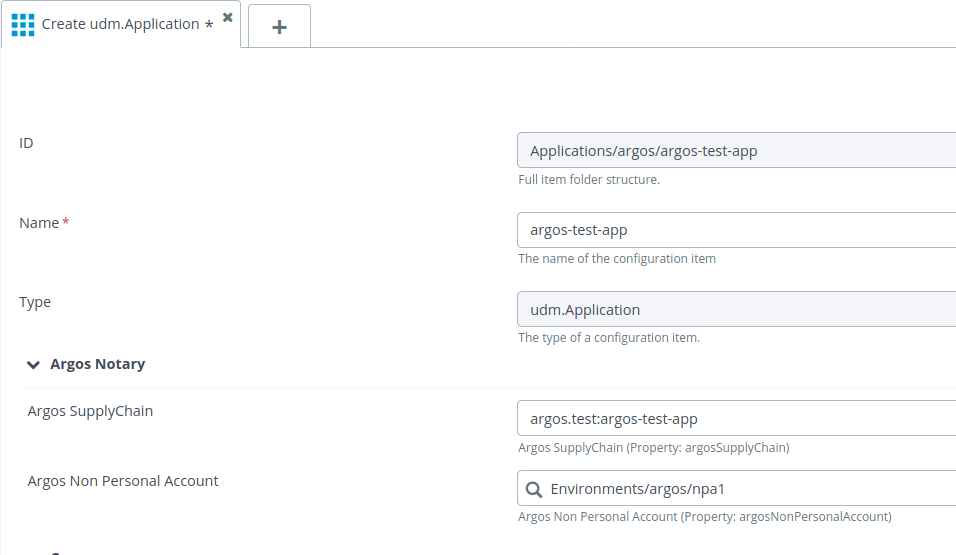 Create udm.Application *
ID
Applications/argos/argos-test-app
Full item folder structure.
Name*
argos-test-app
The name of the configuration item
Type
udm.Application
The type of a configuration item.
Argos Notary
Argos SupplyChain
argos.test:argos-test-app
Argos SupplyChain (Property: argosSupplyChain)
Argos Non Personal Account
Environments/argos/npa1
Argos Non Personal Account (Property: argosNonPersonalAccount)